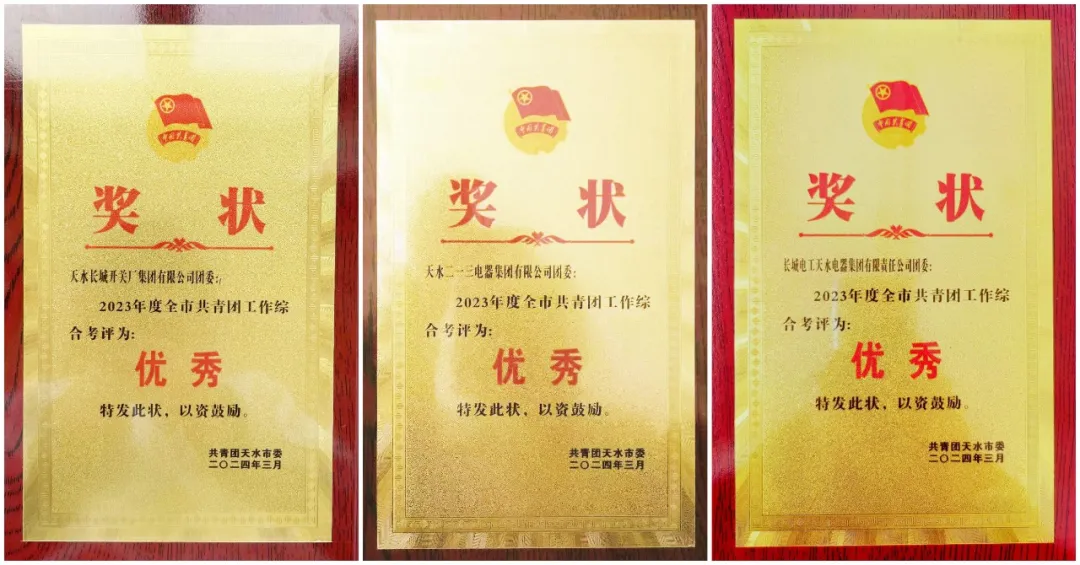 中国共青团
奖状
天水长城开关厂集团有限公司团委:
2023年度全市共青团工作综
合考评为:
优秀
特发此状,以资鼓励。
共青团天水市委
二〇二四年三月
中国共青团
奖状
天水二一三电器集团有限公司团委:
2023年度全市共青团工作综
合考评为:
优秀
特发此状,以资鼓励。
共青团天水市委
二〇二四年三月
中国共青团
奖状
长城电工天水电器集团有限责任公司团委:
2023年度全市共青团工作综
合考评为:
优秀
特发此状,以资鼓励。
共青团天水市委
二〇二四年三月